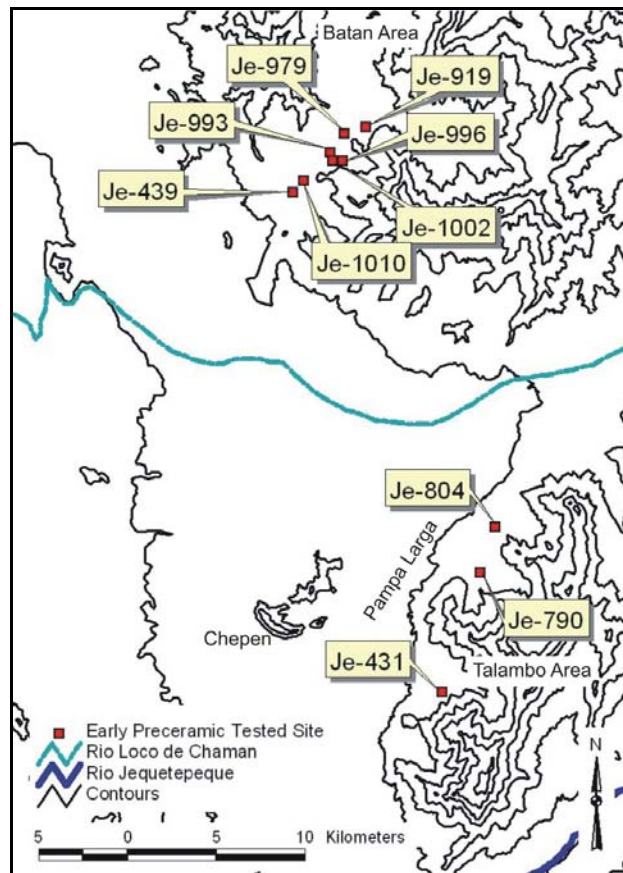 Batan Area
Je-979
Je-919
Je-993
Je-996
Je-439
Je-1002
Je-1010
Je-804
Pampa Larga
Je-790
Chepen
Je-431
Talambo Area
Early Preceramic Tested Site
Rio Loco de Chaman
Rio Jequetepeque
Contours
N
5 0 5 10 Kilometers